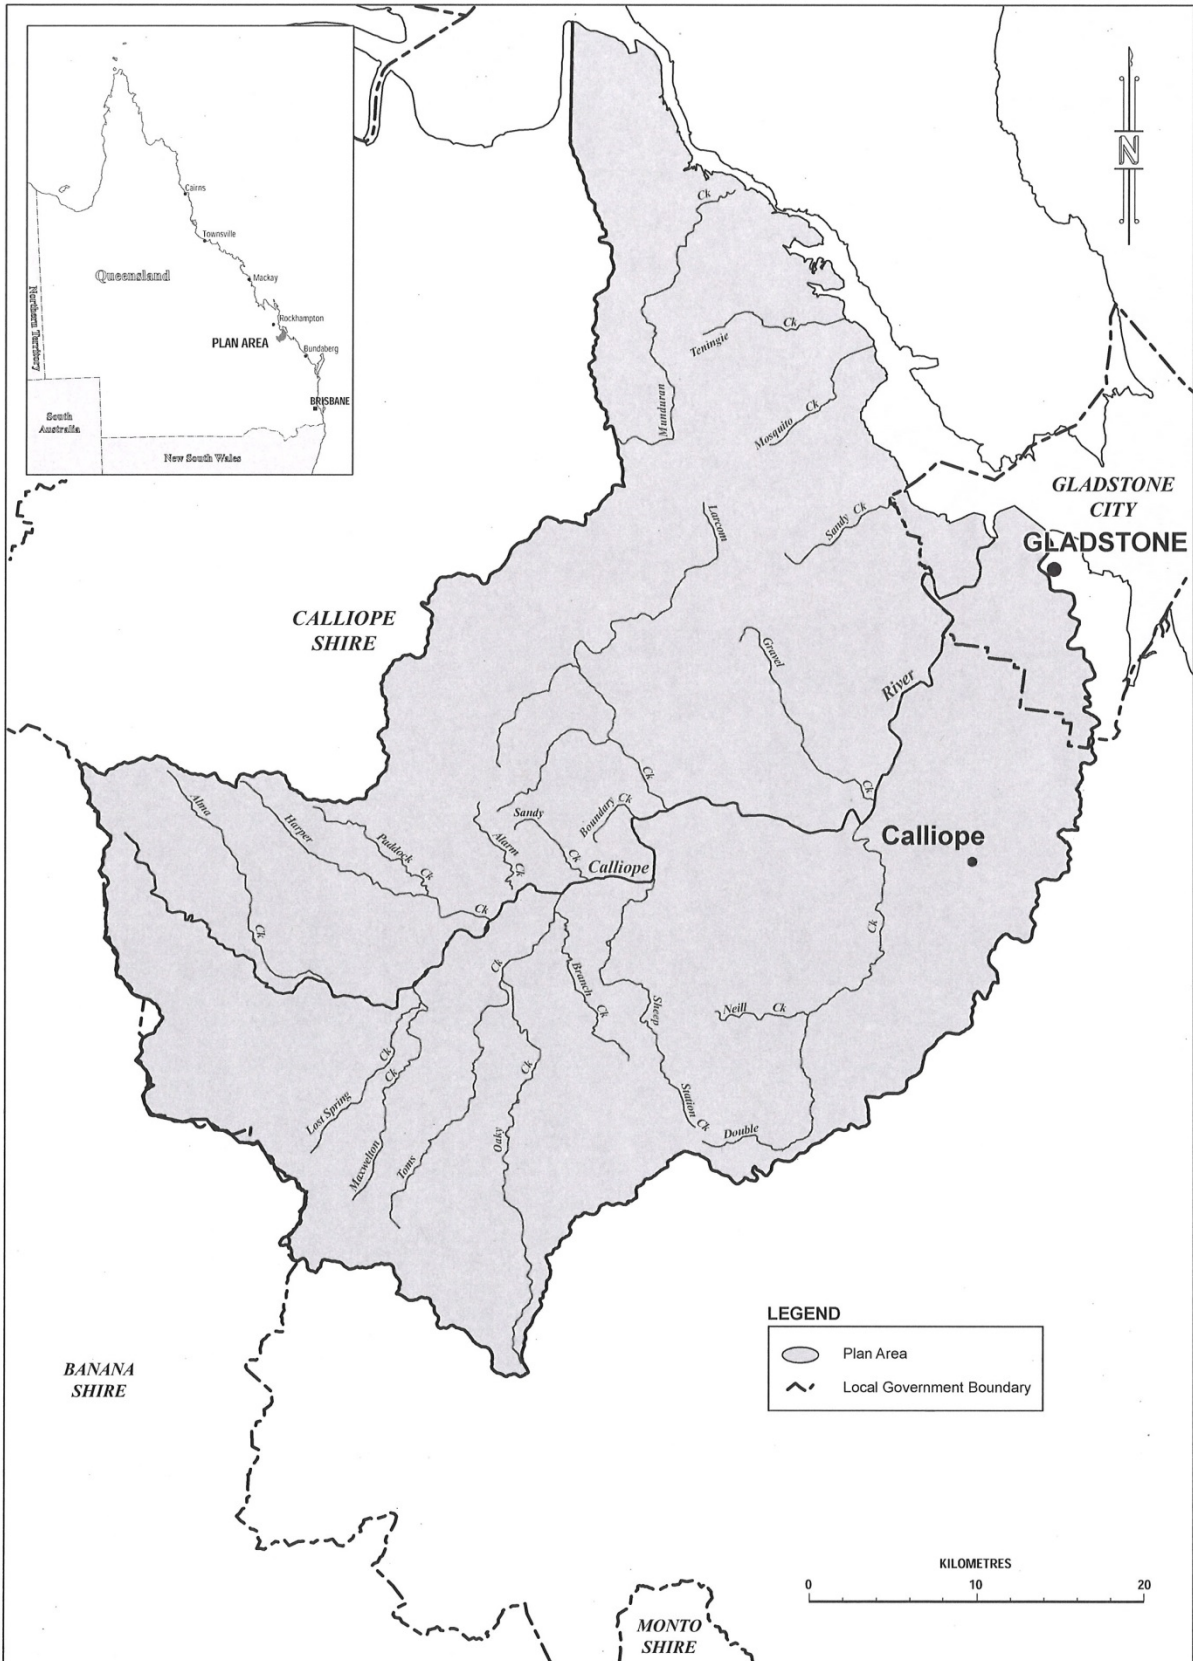 Cairns
Townsville
Queensland
Mackay
Northern Territory
Rockhampton
PLAN AREA
Bundaberg
BRISBANE
South
Australia
New South Wales
N
Ck
Munduran
Teningie
Ck
Mosquito
Ck
GLADSTONE
CITY
GLADSTONE
Larcom
Sandy Ck
CALLIOPE
SHIRE
Gravel
River
Ck
Ck
Alma
Harper
Paddock
Ck
Alarm
Ck
Sandy
Ck
Boundary
Ck
Calliope
Calliope
Ck
Ck
Ck
Ck
Branch
Ck
Sheep
Neill
Ck
Lost Spring
Ck
Ck
Maxwelton
Toms
Oaky
Ck
Station
Ck
Double
LEGEND
Plan Area
Local Government Boundary
BANANA
SHIRE
KILOMETRES
0
10
20
MONTO
SHIRE